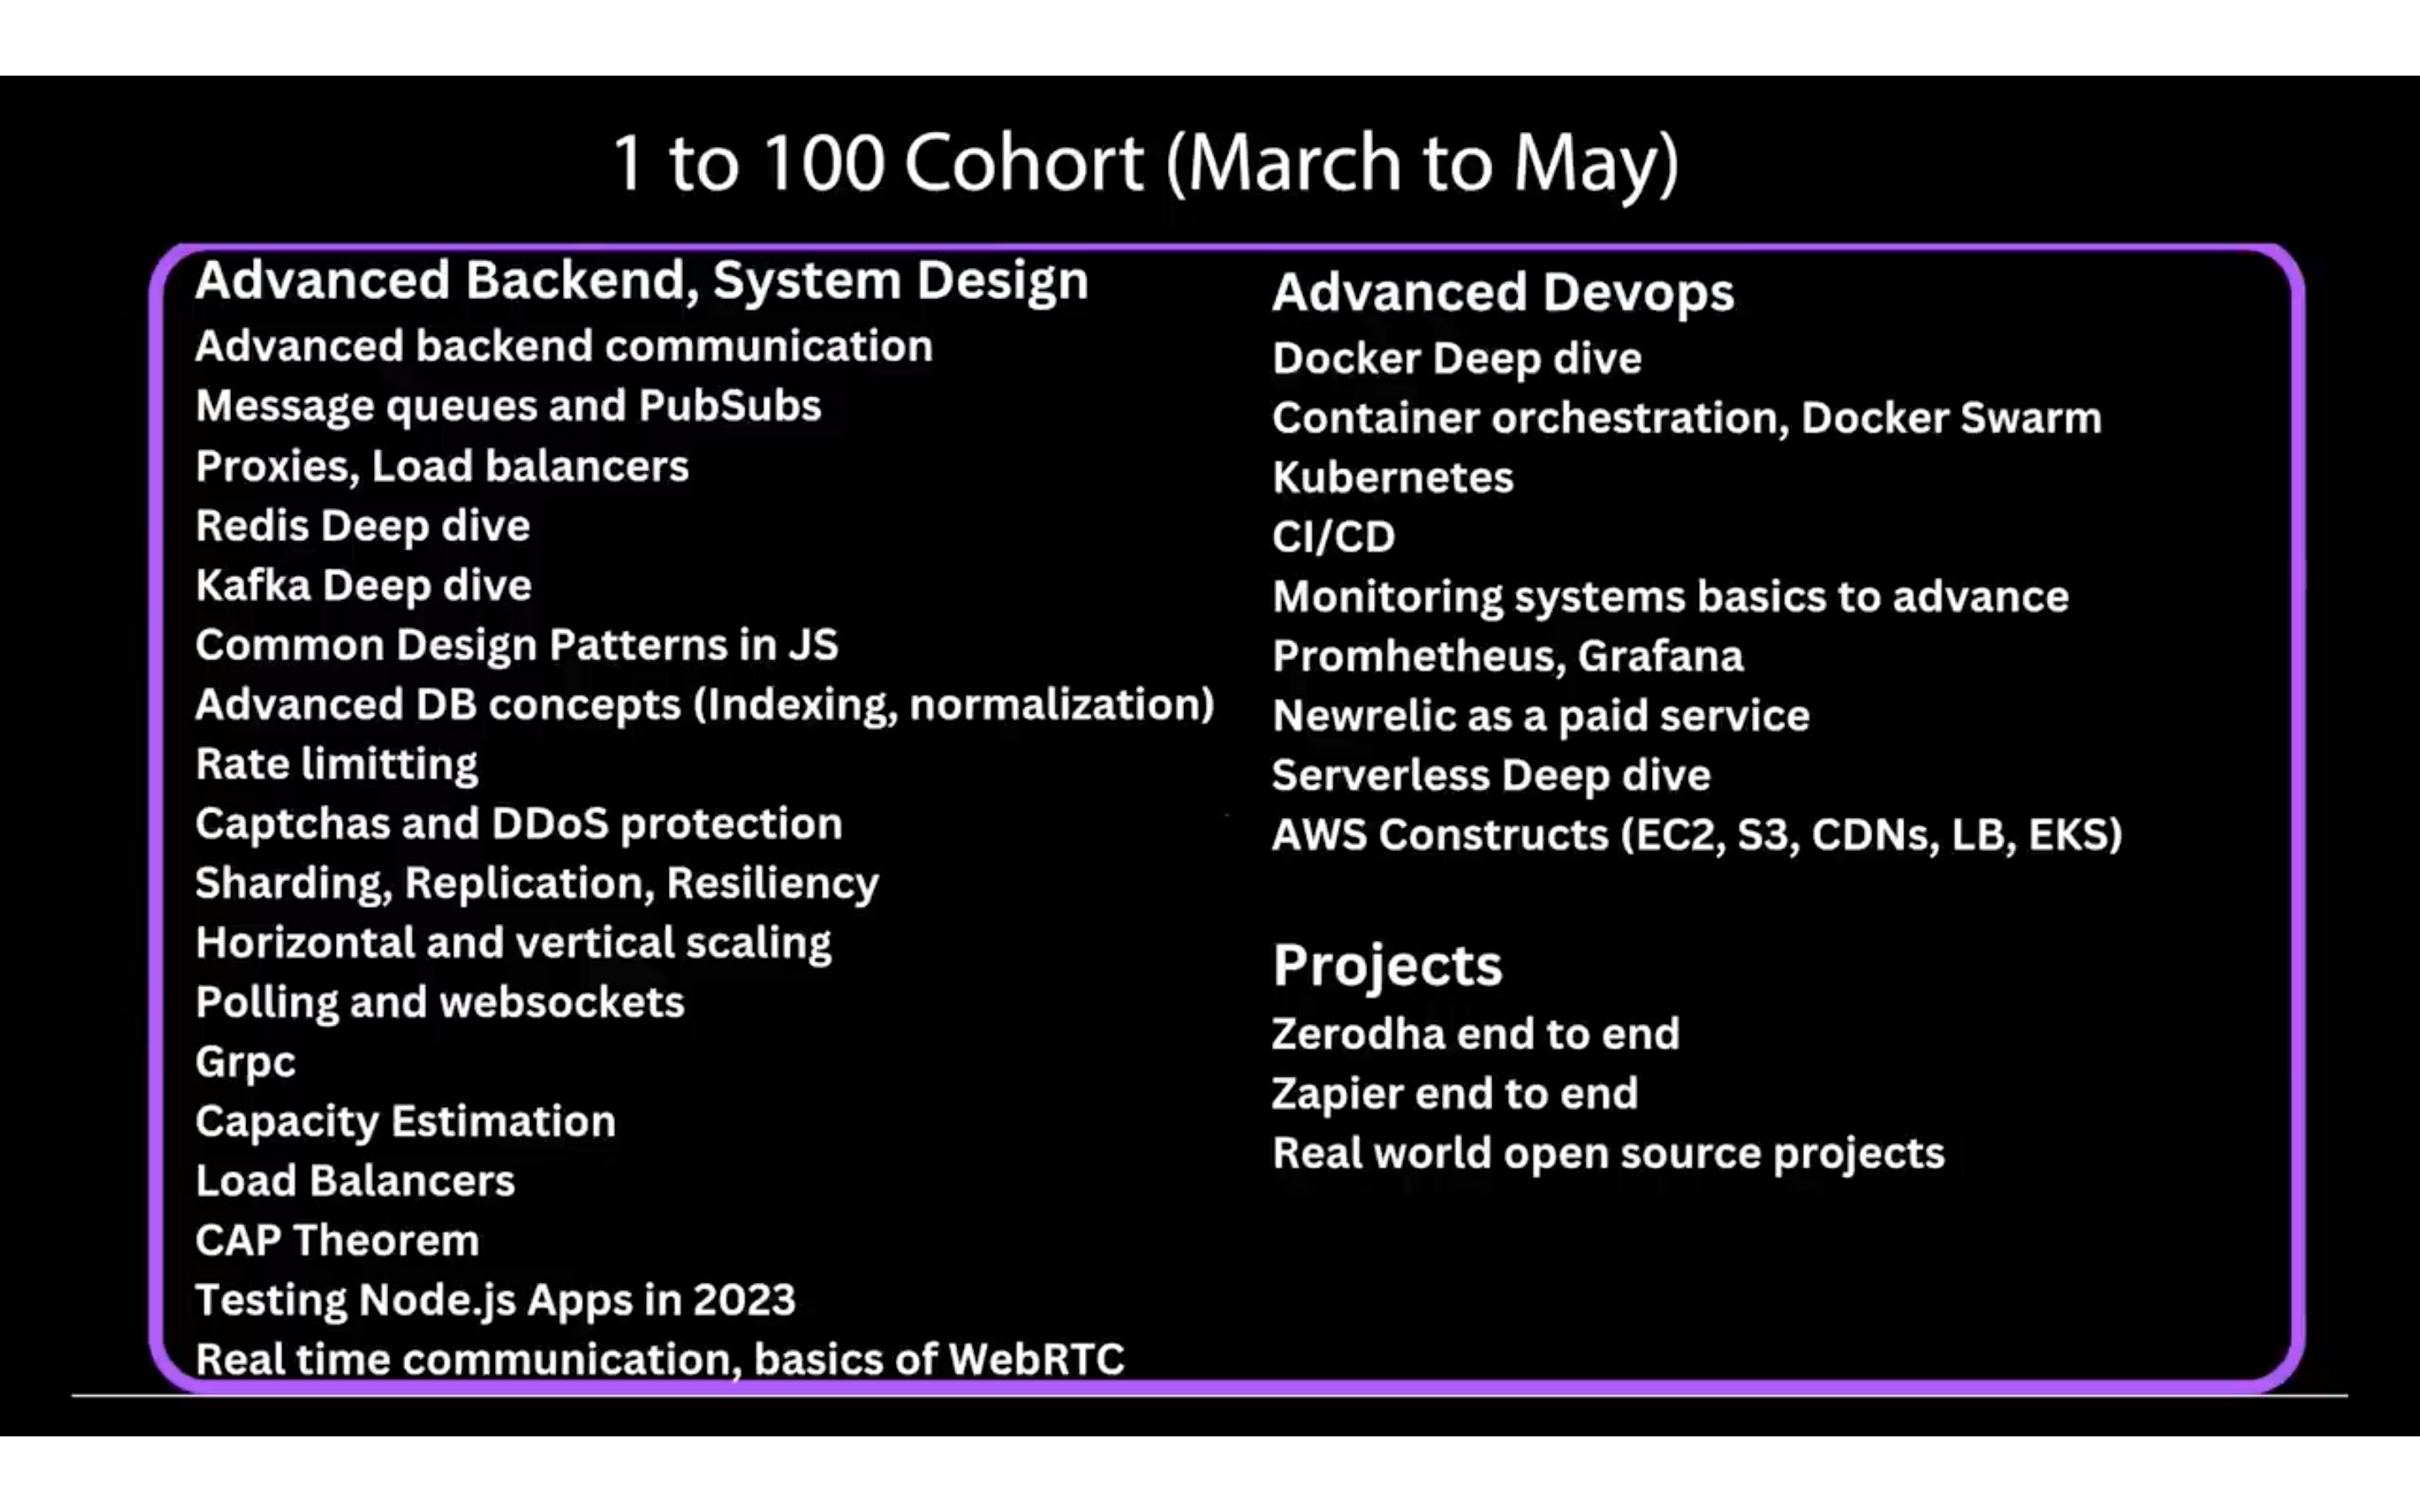 1 to 100 Cohort (March to May)
Advanced Backend, System Design
Advanced backend communication
Message queues and PubSubs
Proxies, Load balancers
Redis Deep dive
Kafka Deep dive
Common Design Patterns in JS
Advanced DB concepts (Indexing, normalization)
Rate limitting
Captchas and DDoS protection
Sharding, Replication, Resiliency
Horizontal and vertical scaling
Polling and websockets
Grpc
Capacity Estimation
Load Balancers
CAP Theorem
Testing Node.js Apps in 2023
Real time communication, basics of WebRTC
Advanced Devops
Docker Deep dive
Container orchestration, Docker Swarm
Kubernetes
CI/CD
Monitoring systems basics to advance
Promhetheus, Grafana
Newrelic as a paid service
Serverless Deep dive
AWS Constructs (EC2, S3, CDNs, LB, EKS)
Projects
Zerodha end to end
Zapier end to end
Real world open source projects